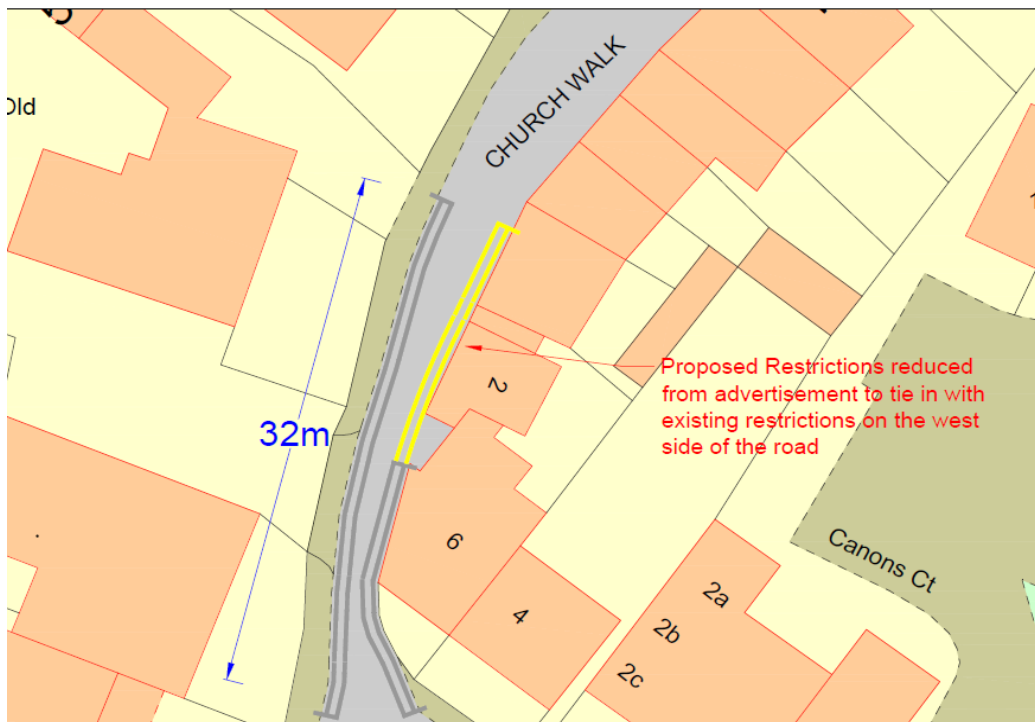 Old
CHURCH WALK
32m
2
Proposed Restrictions reduced
from advertisement to tie in with
existing restrictions on the west
side of the road
6
4
Canons Ct
2a
2b
2c